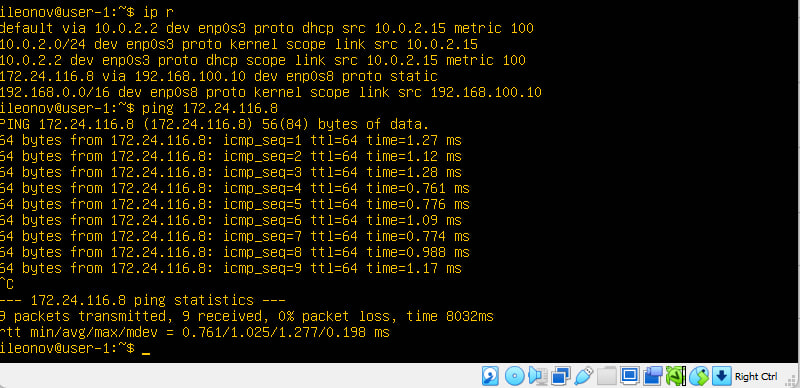 ileonov@user-1:~$ ip r
default via 10.0.2.2 dev enp0s3 proto dhcp src 10.0.2.15 metric 100
10.0.2.0/24 dev enp0s3 proto kernel scope link src 10.0.2.15
10.0.2.2 dev enp0s3 proto dhcp scope link src 10.0.2.15 metric 100
172.24.116.8 via 192.168.100.10 dev enp0s8 proto static
192.168.0.0/16 dev enp0s8 proto kernel scope link src 192.168.100.10
ileonov@user-1:~$ ping 172.24.116.8
PING 172.24.116.8 (172.24.116.8) 56(84) bytes of data.
64 bytes from 172.24.116.8: icmp_seq=1 ttl=64 time=1.27 ms
64 bytes from 172.24.116.8: icmp_seq=2 ttl=64 time=1.12 ms
64 bytes from 172.24.116.8: icmp_seq=3 ttl=64 time=1.28 ms
64 bytes from 172.24.116.8: icmp_seq=4 ttl=64 time=0.761 ms
64 bytes from 172.24.116.8: icmp_seq=5 ttl=64 time=0.776 ms
64 bytes from 172.24.116.8: icmp_seq=6 ttl=64 time=1.09 ms
64 bytes from 172.24.116.8: icmp_seq=7 ttl=64 time=0.774 ms
64 bytes from 172.24.116.8: icmp_seq=8 ttl=64 time=0.988 ms
64 bytes from 172.24.116.8: icmp_seq=9 ttl=64 time=1.17 ms
^C
--- 172.24.116.8 ping statistics ---
9 packets transmitted, 9 received, 0% packet loss, time 8032ms
rtt min/avg/max/mdev = 0.761/1.025/1.277/0.198 ms
ileonov@user-1:~$ _
Right Ctrl